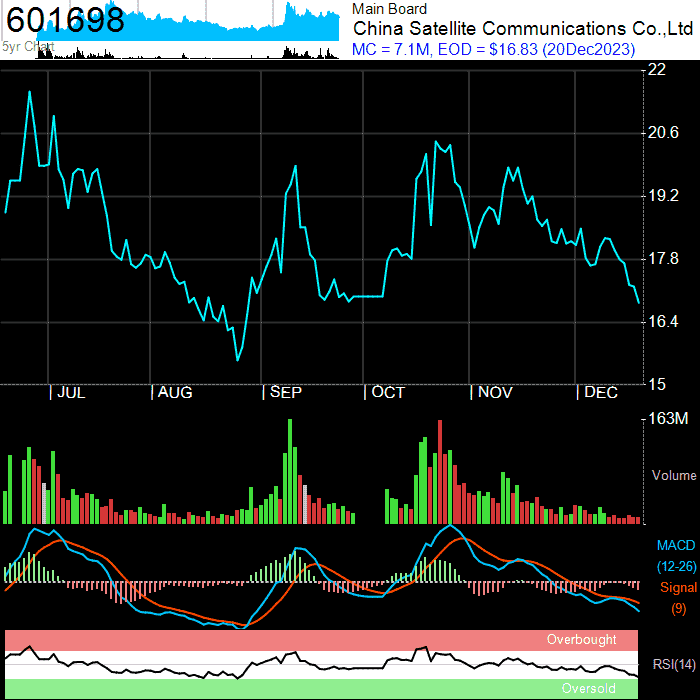 601698
5yr Chart
Main Board
China Satellite Communications Co.,Ltd
MC = 7.1M, EOD = $16.83 (20Dec2023)
22
20.6
19.2
17.8
16.4
15
JUL
AUG
SEP
OCT
NOV
DEC
163M
Volume
MACD
(12-26)
Signal
(9)
Overbought
RSI(14)
Oversold